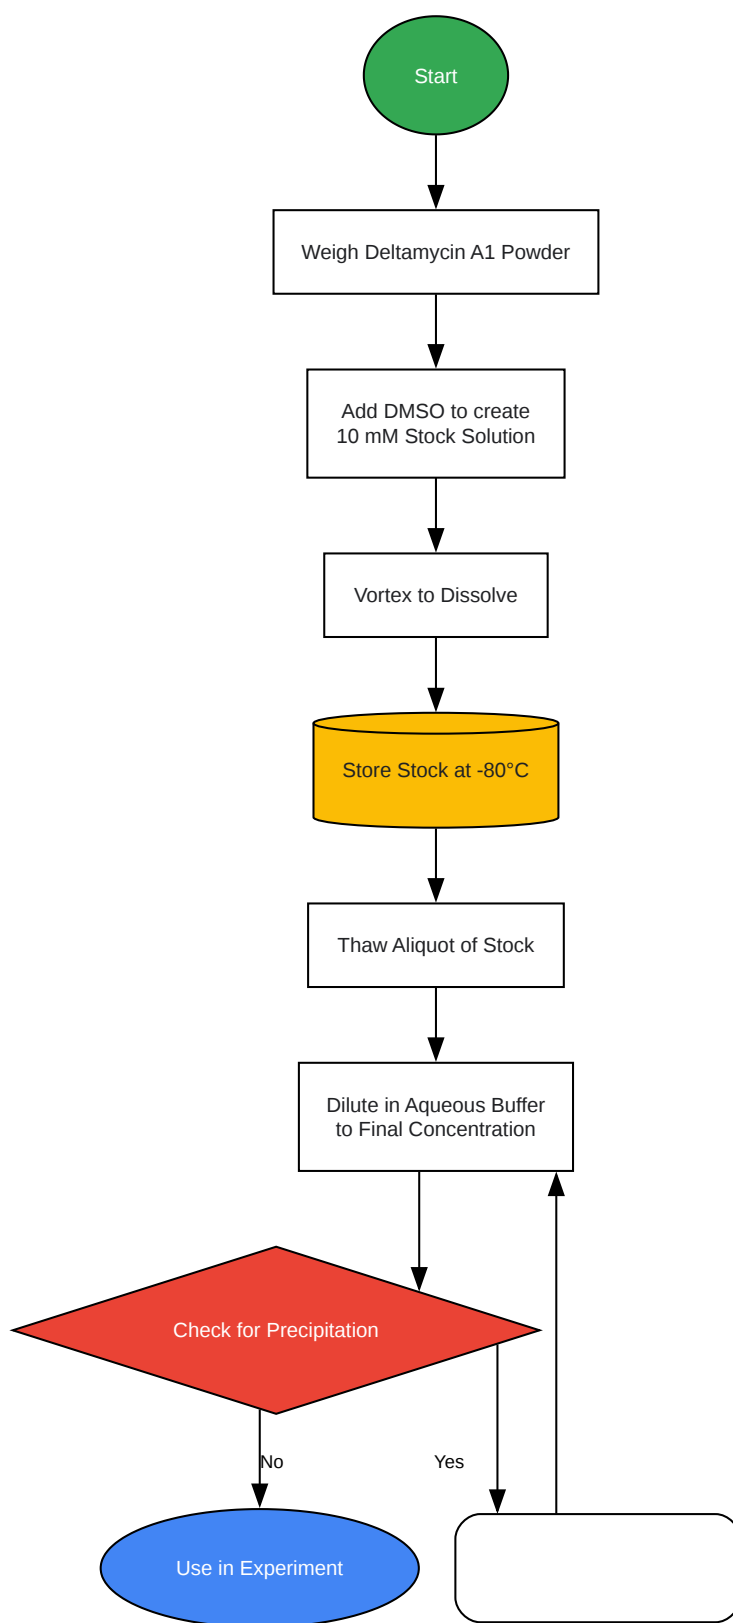 Start
Weigh Deltamycin A1 Powder
Add DMSO to create
10 mM Stock Solution
Vortex to Dissolve
Store Stock at -80°C
Thaw Aliquot of Stock
Dilute in Aqueous Buffer
to Final Concentration
Check for Precipitation
No
Yes
Use in Experiment